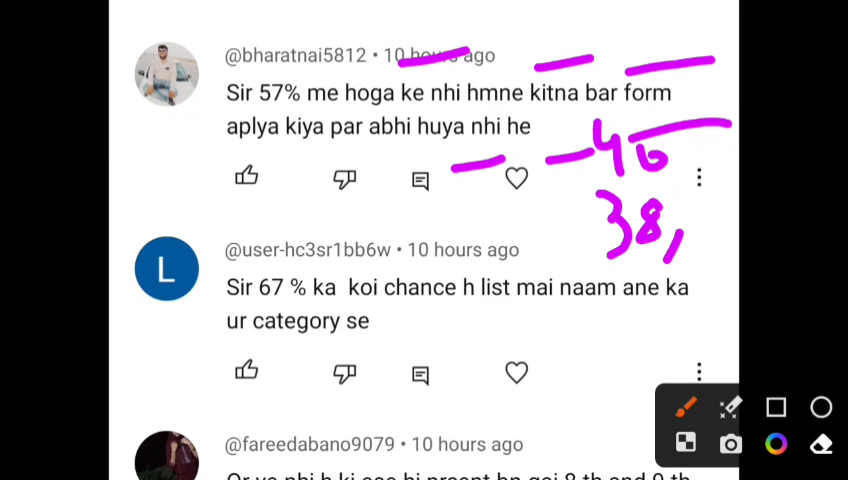 @bharatnai5812 • 10 hours ago
Sir 57% me hoga ke nhi hmne kitna bar form
aplya kiya par abhi huya nhi he
46
38,
L
@user-hc3sr1bb6w • 10 hours ago
Sir 67 % ka koi chance h list mai naam ane ka
ur category se
@fareedabano9079 • 10 hours ago